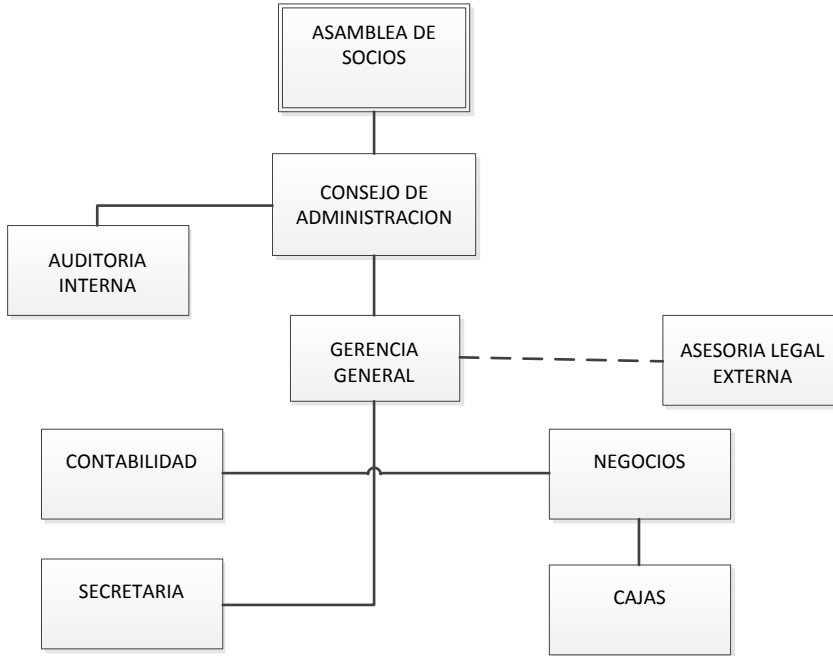 ASAMBLEA DE
SOCIOS
CONSEJO DE
ADMINISTRACION
AUDITORIA
INTERNA
GERENCIA
GENERAL
ASESORIA LEGAL
EXTERNA
CONTABILIDAD
NEGOCIOS
SECRETARIA
CAJAS